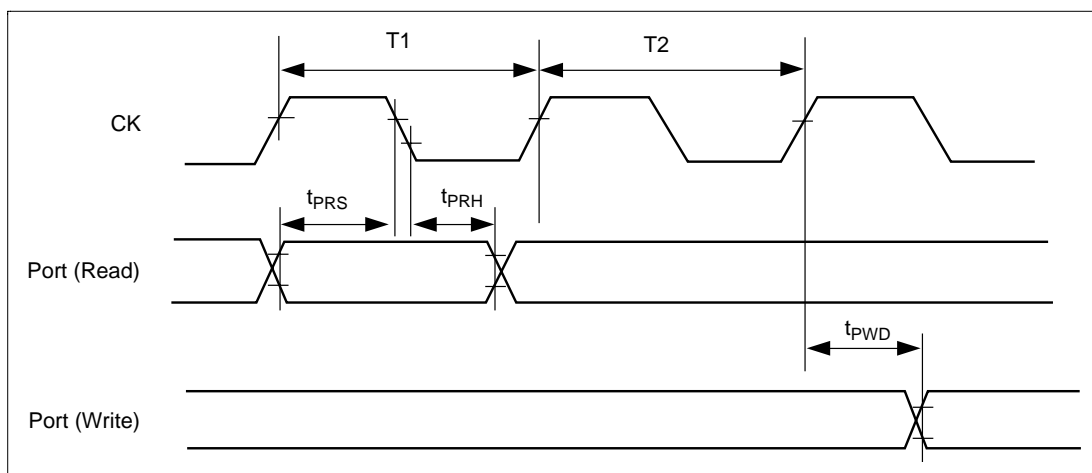 T1
T2
CK
tPRS
tPRH
Port (Read)
tPWD
Port (Write)